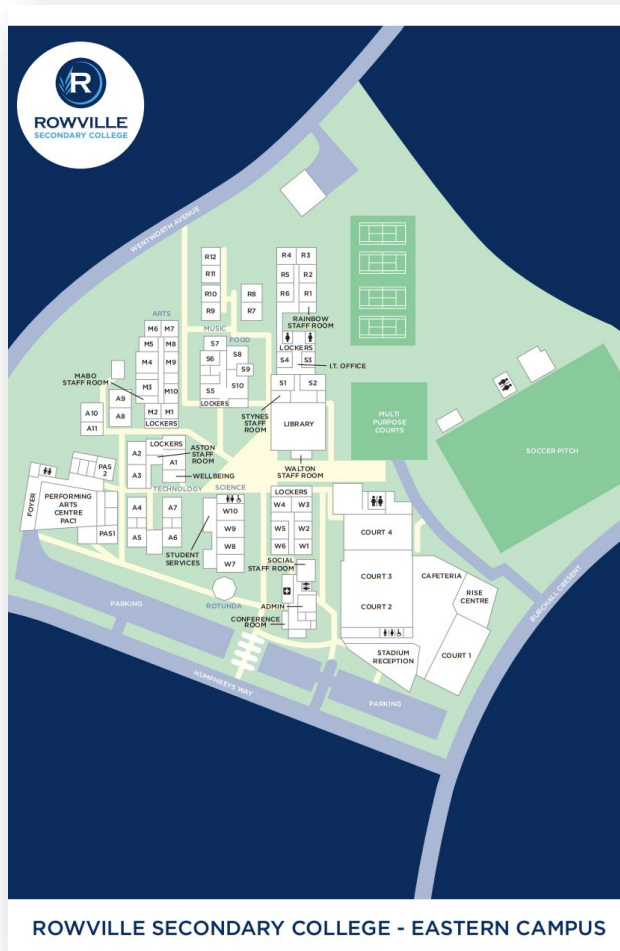 R
ROWVILLE
SECONDARY COLLEGE
WENTWORTH AVENUE
R12
R11
R10
R9
R8
R7
R4 R3
R5 R2
R6 R1
RAINBOW
STAFF ROOM
LOCKERS
S4 S3
I.T. OFFICE
S1 S2
STYNES
STAFF
ROOM
LIBRARY
WALTON
STAFF ROOM
ARTS
M6 M7
M5 M8
M4 M9
M3 M10
M2 M1
LOCKERS
MABO
STAFF ROOM
MUSIC
FOOD
S7
S8
S6
S9
S5 S10
LOCKERS
A9
A10 A8
A11
LOCKERS
A2
A1
A3
ASTON
STAFF
ROOM
WELLBEING
TECHNOLOGY
SCIENCE
A4 A7
A5 A6
STUDENT
SERVICES
W10
W9
W8
W7
LOCKERS
W4 W3
W5 W2
W6 W1
SOCIAL
STAFF ROOM
ADMIN
CONFERENCE
ROOM
ROTUNDA
FOYER
PERFORMING
ARTS
CENTRE
PAC1
PAS
2
PAS1
MULTI
PURPOSE
COURTS
SOCCER PITCH
COURT 4
COURT 3
COURT 2
CAFETERIA
RISE
CENTRE
COURT 1
STADIUM
RECEPTION
PARKING
PARKING
HUMPHREYS WAY
BURCHALL CRESENT
ROWVILLE SECONDARY COLLEGE - EASTERN CAMPUS